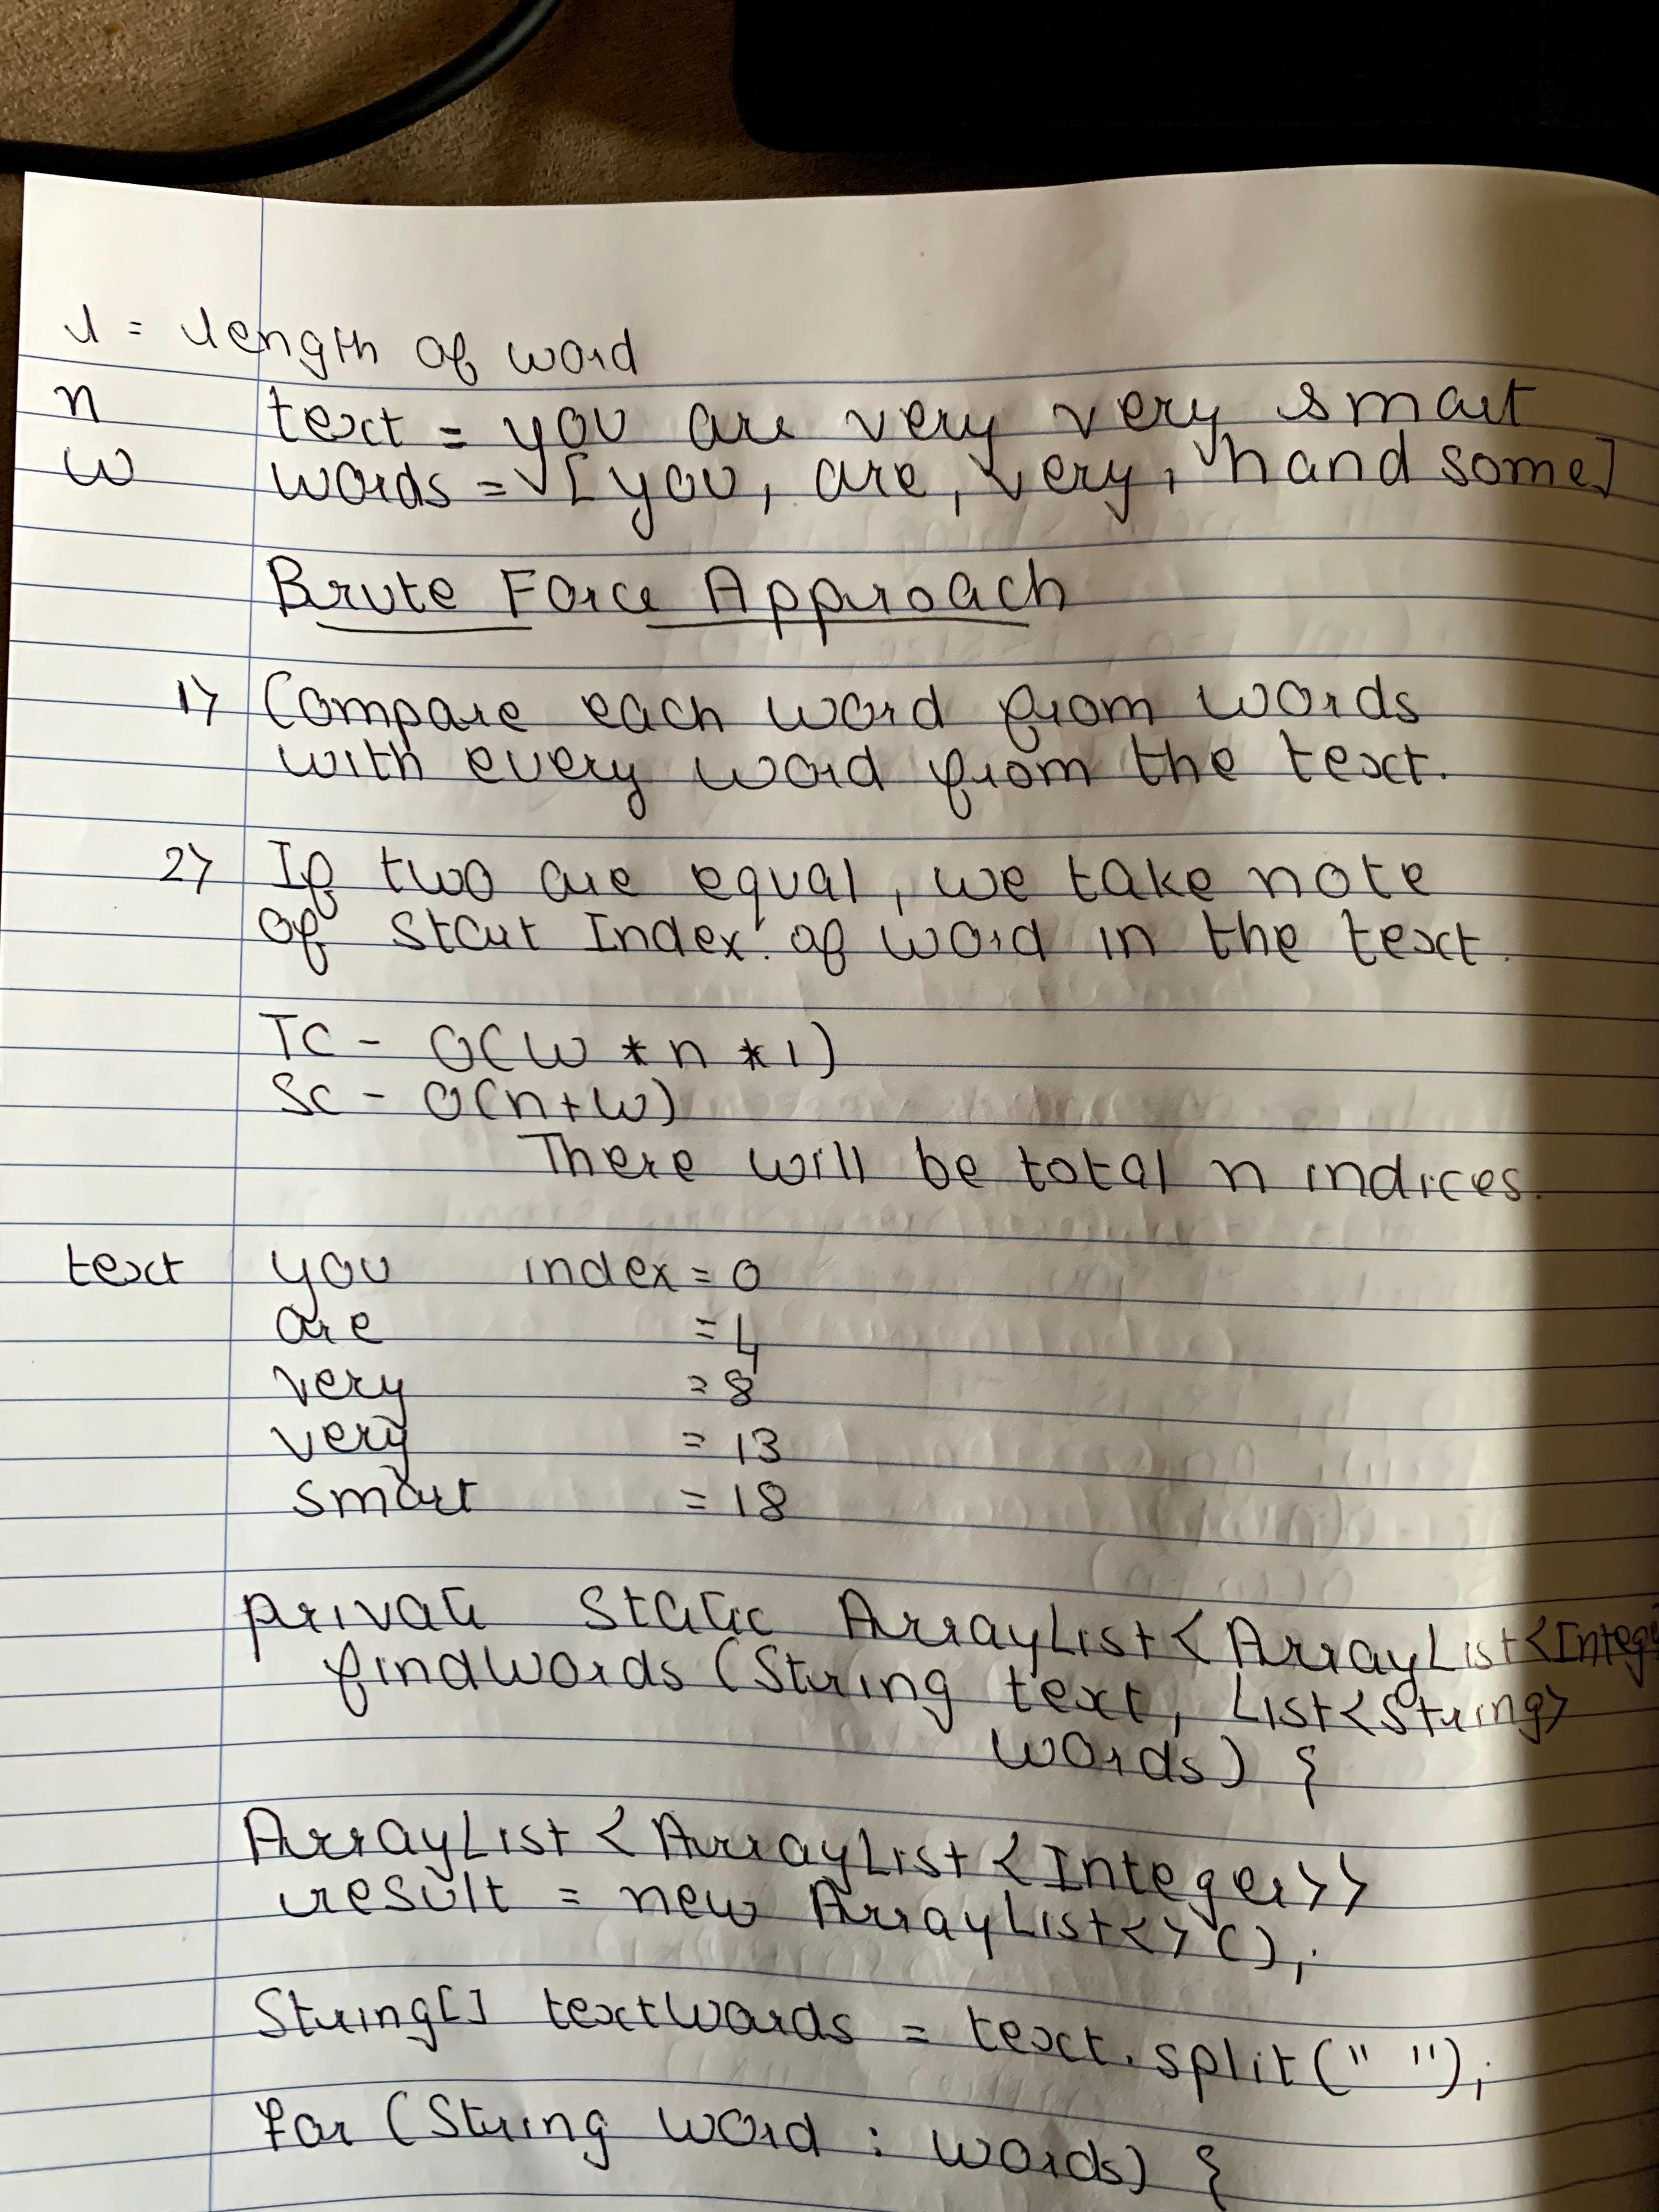 l = length of word
n text = you are very very smart
w words = [you, are, very, handsome]
Brute Force Approach
1) Compare each word from words
with every word from the text.
2) If two are equal, we take note
of start Index. of word in the text.
TC - O(W * n * l)
SC - O(n+w)
There will be total n indices.
text you index = 0
are = 4
very = 8
very = 13
smart = 18
private static ArrayList<ArrayList<Intege
findWords (String text, List<String>
words) {
ArrayList <ArrayList <Integer>>
result = new ArrayList<>();
String[] textWords = text.split(" ");
for (String word : words) {